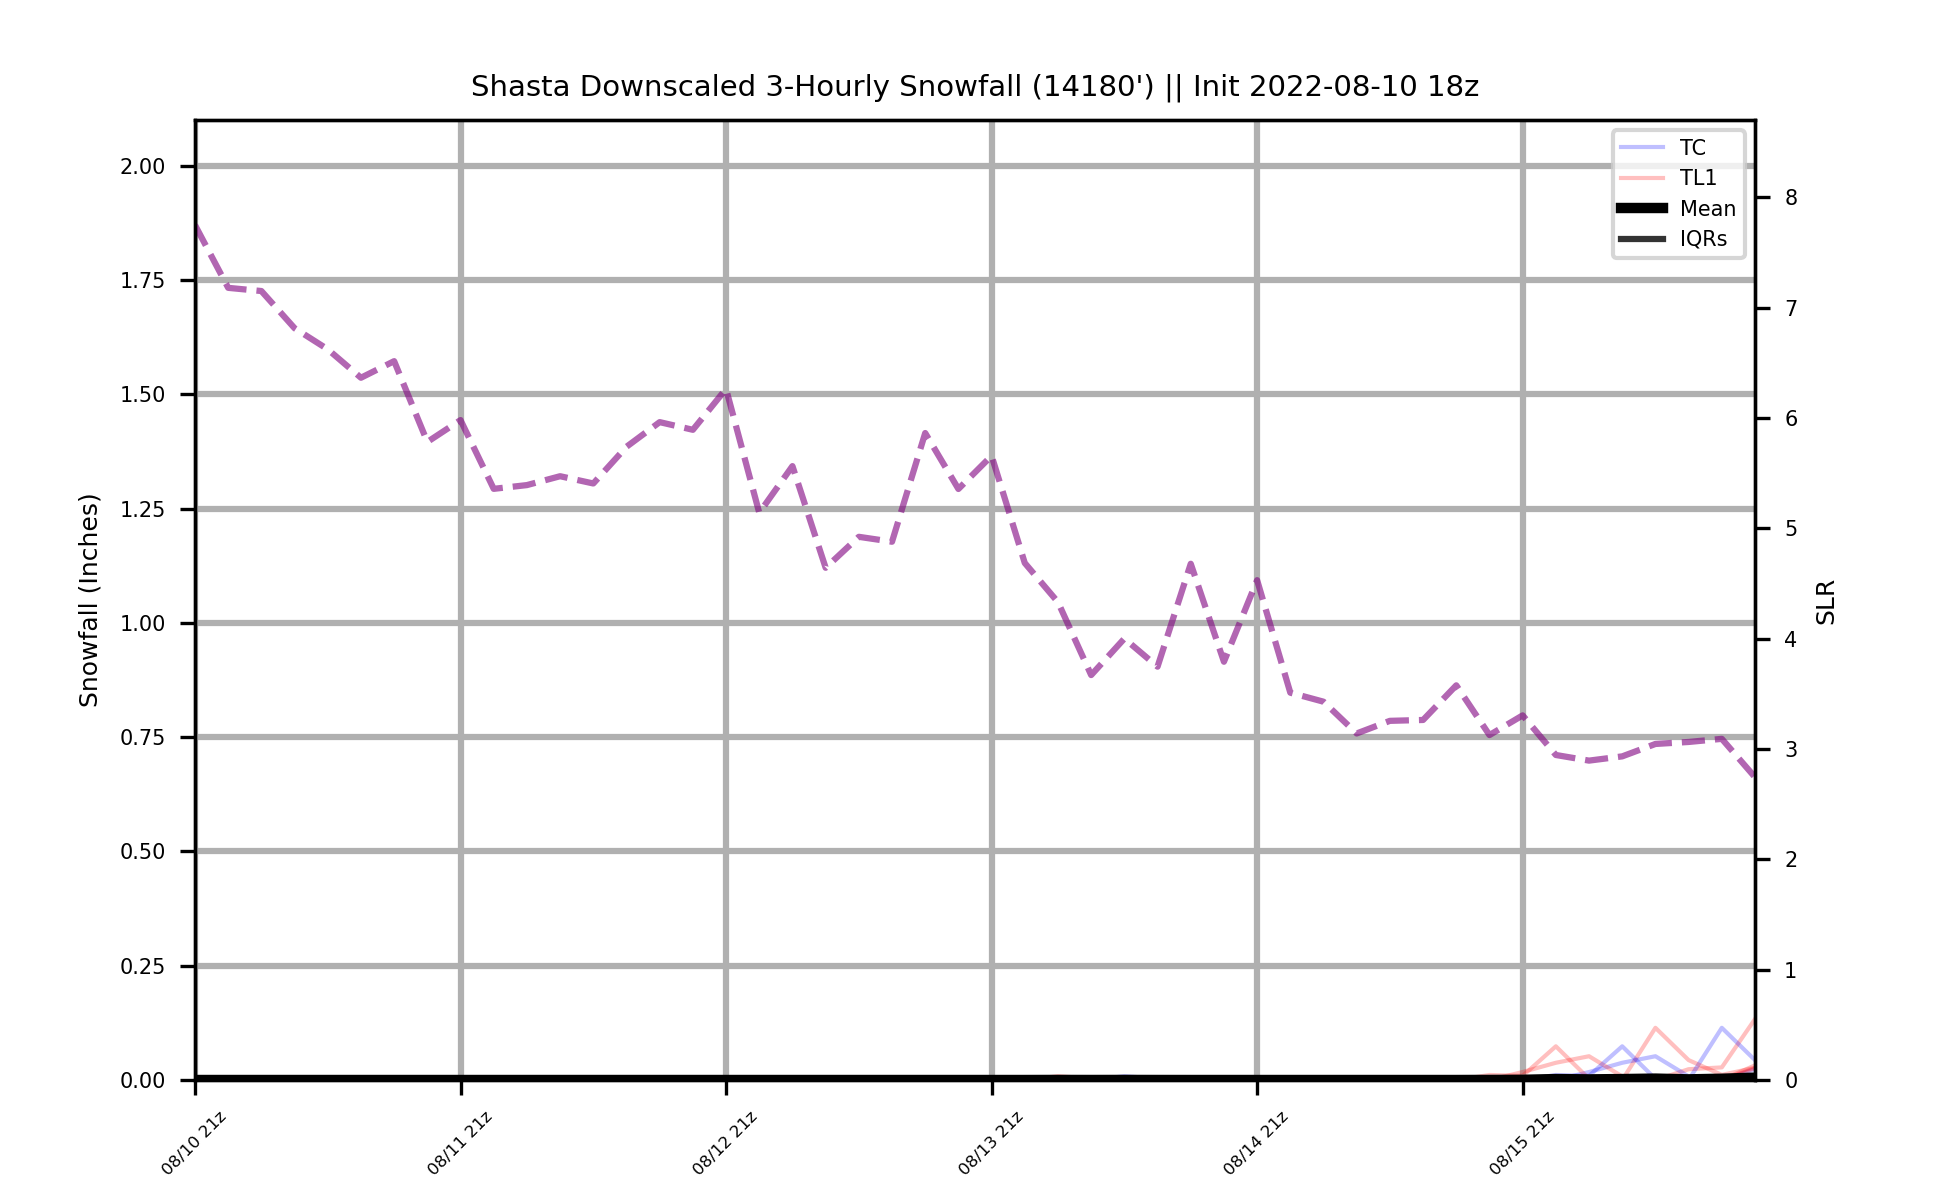 Shasta Downscaled 3-Hourly Snowfall (14180') || Init 2022-08-10 18z
TC
TL1
Mean
IQRs
Snowfall (Inches)
2.00
1.75
1.50
1.25
1.00
0.75
0.50
0.25
0.00
8
7
6
5
4
3
2
1
0
SLR
08/10 21z
08/11 21z
08/12 21z
08/13 21z
08/14 21z
08/15 21z